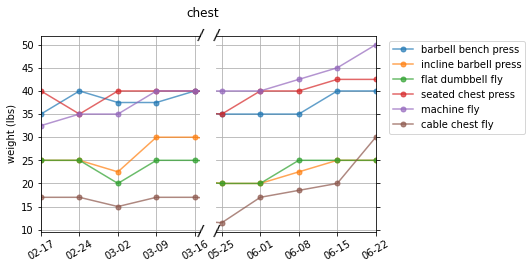 chest
weight (lbs)
50
45
40
35
30
25
20
15
10
02-17
02-24
03-02
03-09
03-16
05-25
06-01
06-08
06-15
06-22
barbell bench press
incline barbell press
flat dumbbell fly
seated chest press
machine fly
cable chest fly